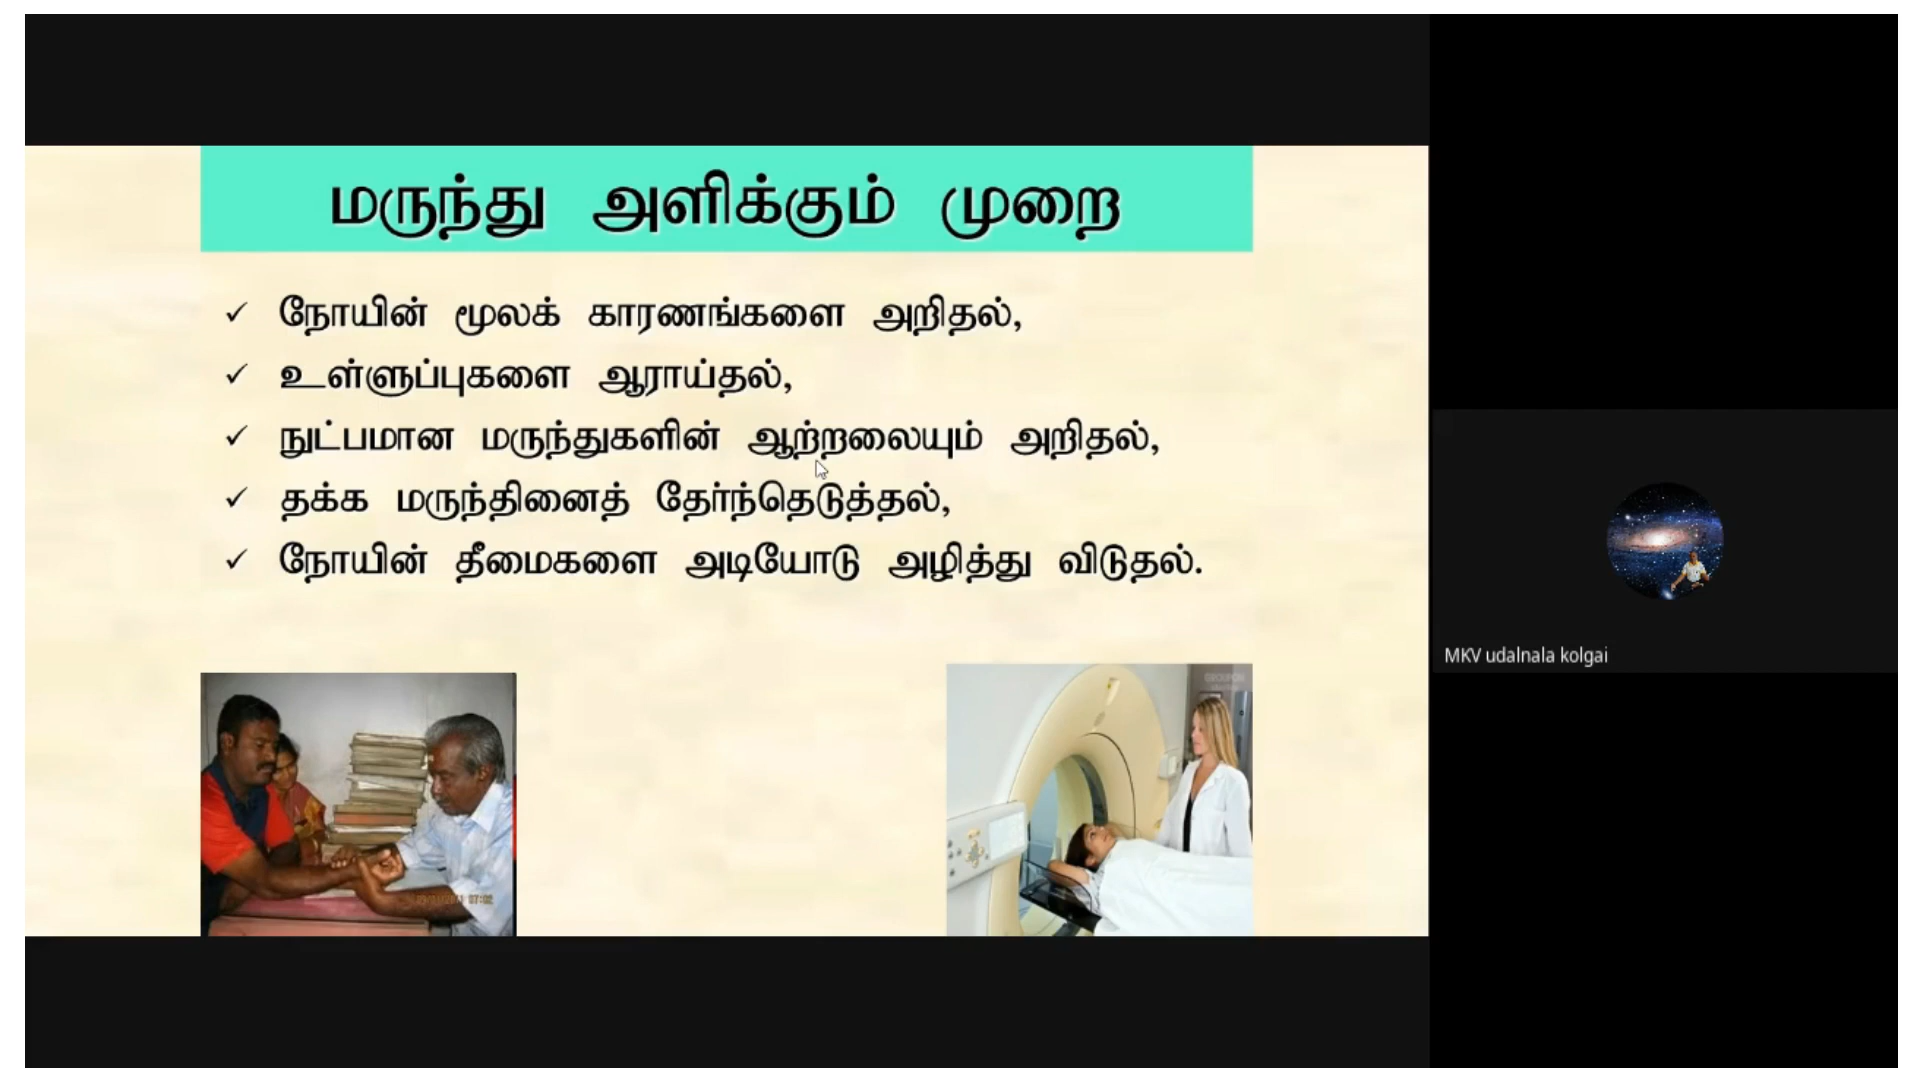 மருந்து அளிக்கும் முறை
✓ நோயின் மூலக் காரணங்களை அறிதல்,
✓ உள்ளுப்புகளை ஆராய்தல்,
✓ நுட்பமான மருந்துகளின் ஆற்றலையும் அறிதல்,
✓ தக்க மருந்தினைத் தேர்ந்தெடுத்தல்,
✓ நோயின் தீமைகளை அடியோடு அழித்து விடுதல்.
MKV udalnala kolgai
GROUPON